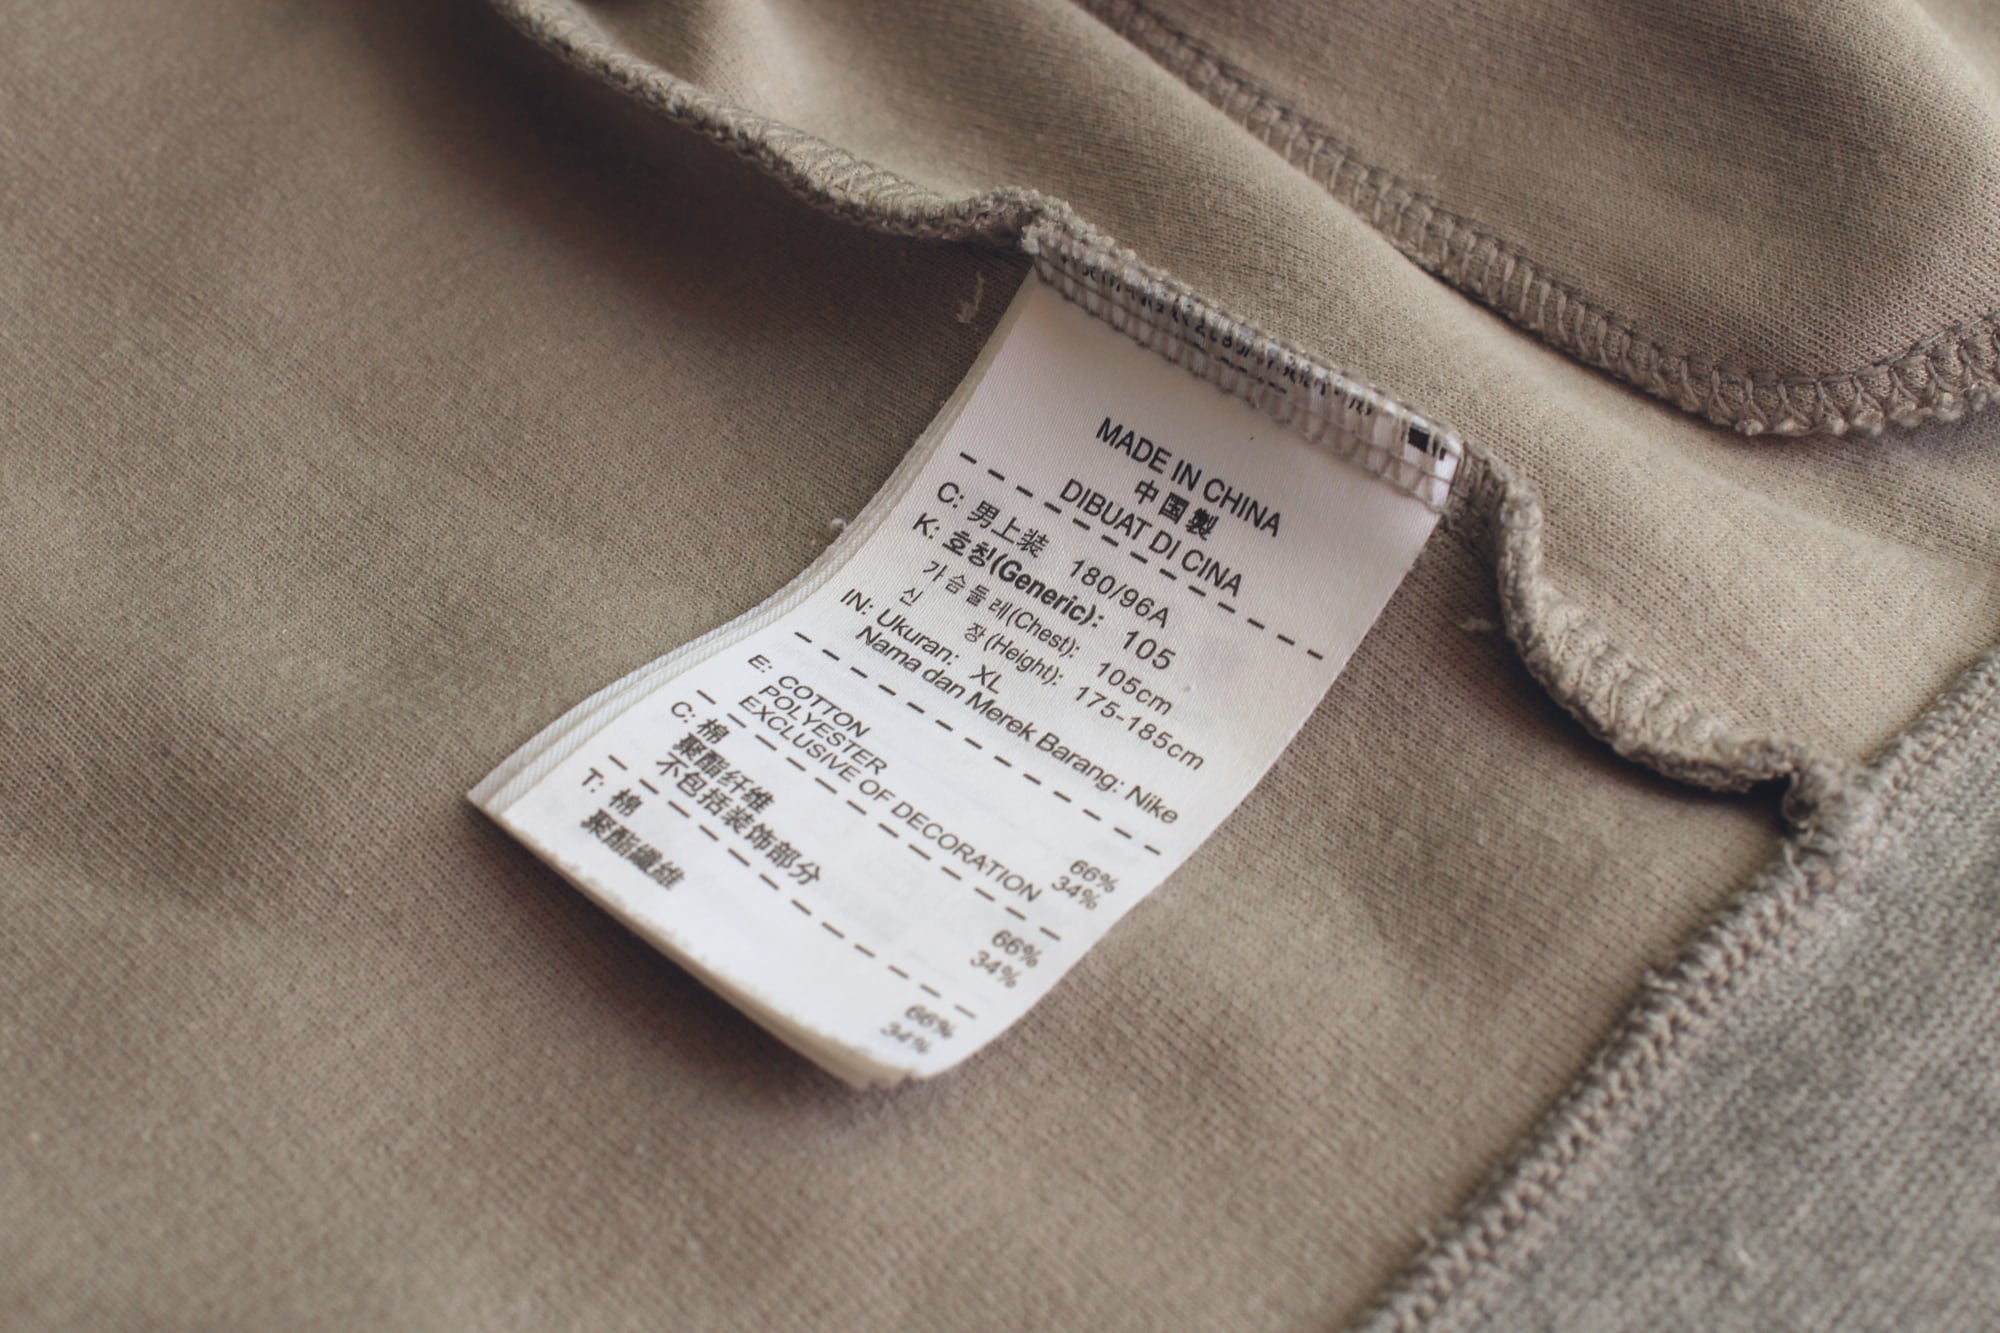 MADE IN CHINA
中国製
DIBUAT DI CINA
C: 男上装 180/96A
K: 호칭(Generic): 105
가슴둘레(Chest): 105cm
신 장(Height): 175-185cm
IN: Ukuran: XL
Nama dan Merek Barang: Nike
E: COTTON 66%
POLYESTER 34%
EXCLUSIVE OF DECORATION
C: 棉 66%
聚酯纤维 34%
不包括装饰部分
T: 棉 66%
聚酯纖維 34%